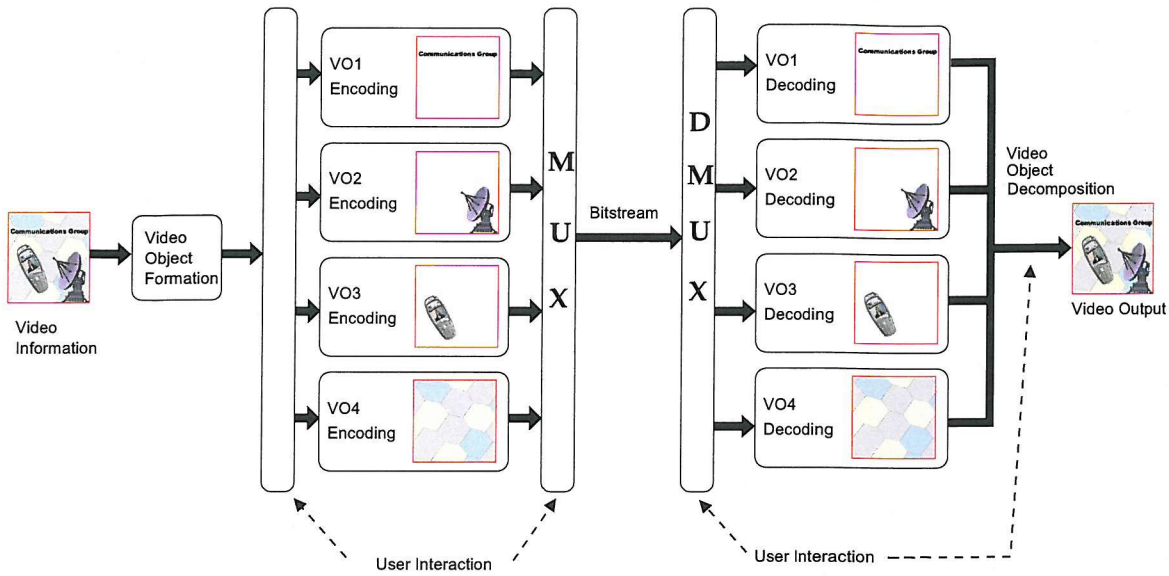 Communications Group
Video
Information
Video
Object
Formation
VO1
Encoding
Communications Group
VO2
Encoding
VO3
Encoding
VO4
Encoding
M
U
X
Bitstream
D
M
U
X
VO1
Decoding
Communications Group
VO2
Decoding
VO3
Decoding
VO4
Decoding
Video
Object
Decomposition
Communications Group
Video Output
User Interaction
User Interaction